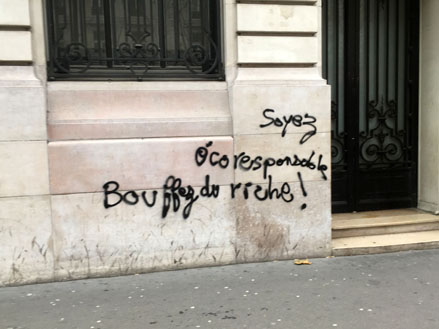 Soyez
écoresponsable
Bouffez du riche !